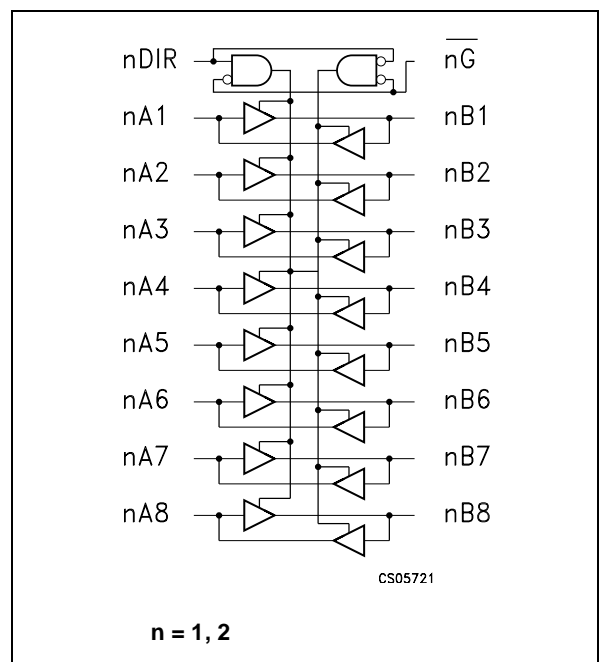 nDIR nG
nA1 nB1
nA2 nB2
nA3 nB3
nA4 nB4
nA5 nB5
nA6 nB6
nA7 nB7
nA8 nB8
CS05721
n = 1, 2